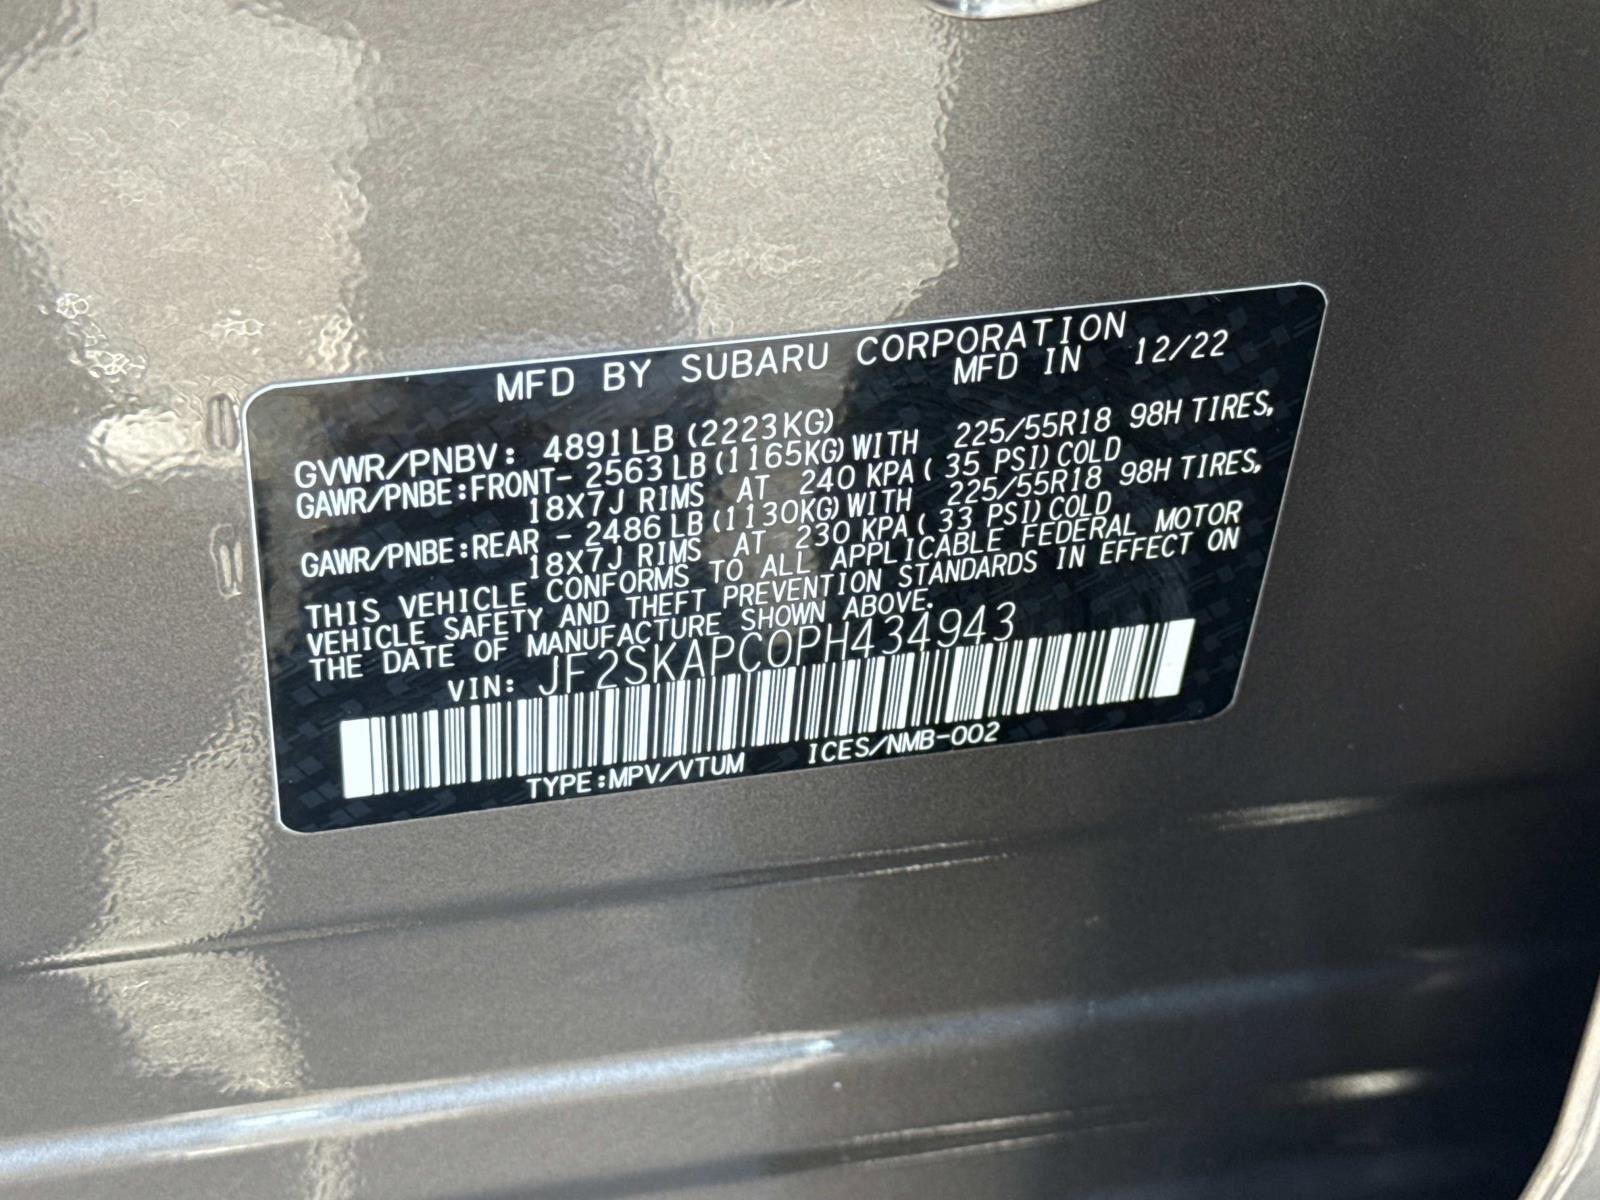 MFD BY SUBARU CORPORATION
MFD IN 12/22
GVWR/PNBV: 4891LB(2223KG)
GAWR/PNBE:FRONT- 2563LB(1165KG)WITH 225/55R18 98H TIRES,
18X7J RIMS AT 240 KPA( 35 PSI)COLD
GAWR/PNBE:REAR - 2486LB(1130KG)WITH 225/55R18 98H TIRES,
18X7J RIMS AT 230 KPA( 33 PSI)COLD
THIS VEHICLE CONFORMS TO ALL APPLICABLE FEDERAL MOTOR
VEHICLE SAFETY AND THEFT PREVENTION STANDARDS IN EFFECT ON
THE DATE OF MANUFACTURE SHOWN ABOVE.
VIN: JF2SKAPC0PH434943
TYPE:MPV/VTUM ICES/NMB-002